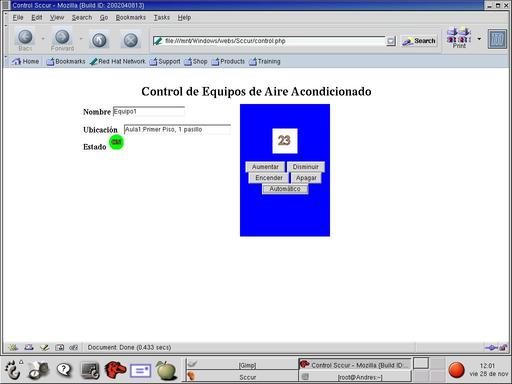 Control Sccur - Mozilla {Build ID: 2002040813}
File Edit View Search Go Bookmarks Tasks Help
Back Forward file:///mnt/Windows/webs/Sccur/control.php Search Print
Home Bookmarks Red Hat Network Support Shop Products Training
Control de Equipos de Aire Acondicionado
Nombre Equipo1
Ubicación Aula1 Primer Piso, 1 pasillo
Estado
23
Aumentar Disminuir
Encender Apagar
Automático
Document: Done (0.433 secs)
[Gimp] Control Sccur - Mozilla {Build ID:
Sccur [root@Andres:~]
12:01
vie 28 de nov